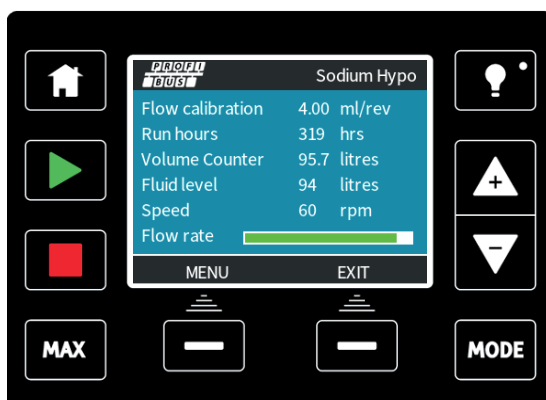 PROFI
BUS
Sodium Hypo
Flow calibration 4.00 ml/rev
Run hours 319 hrs
Volume Counter 95.7 litres
Fluid level 94 litres
Speed 60 rpm
Flow rate
MENU EXIT
+
−
MAX
MODE